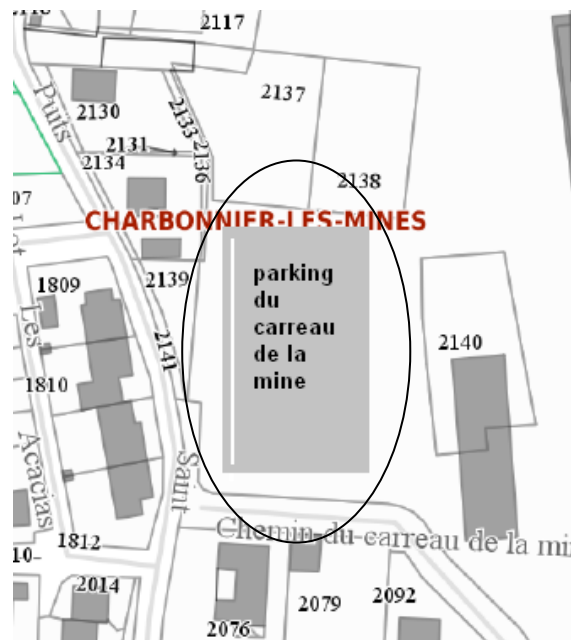 2117
2137
2130
2133
2131
2136
2134
2138
Puits
07
CHARBONNIER-LES-MINES
2139
1809
parking
du
carreau
de la
mine
Les
2141
2140
1810
Acacias
Saint
Chemin du carreau de la mi
1812
10-
2014
2079
2092
2076